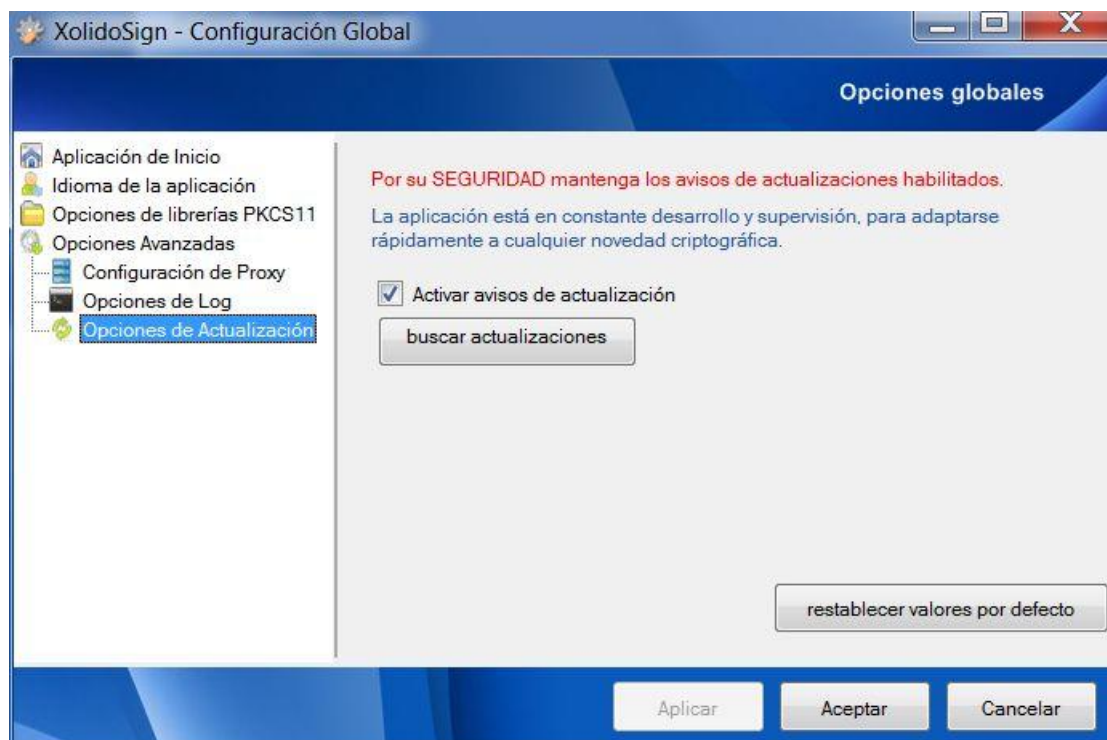 XolidoSign - Configuración Global
Opciones globales
Aplicación de Inicio
Idioma de la aplicación
Opciones de librerías PKCS11
Opciones Avanzadas
Configuración de Proxy
Opciones de Log
Opciones de Actualización
Por su SEGURIDAD mantenga los avisos de actualizaciones habilitados.
La aplicación está en constante desarrollo y supervisión, para adaptarse
rápidamente a cualquier novedad criptográfica.
Activar avisos de actualización
buscar actualizaciones
restablecer valores por defecto
Aplicar
Aceptar
Cancelar